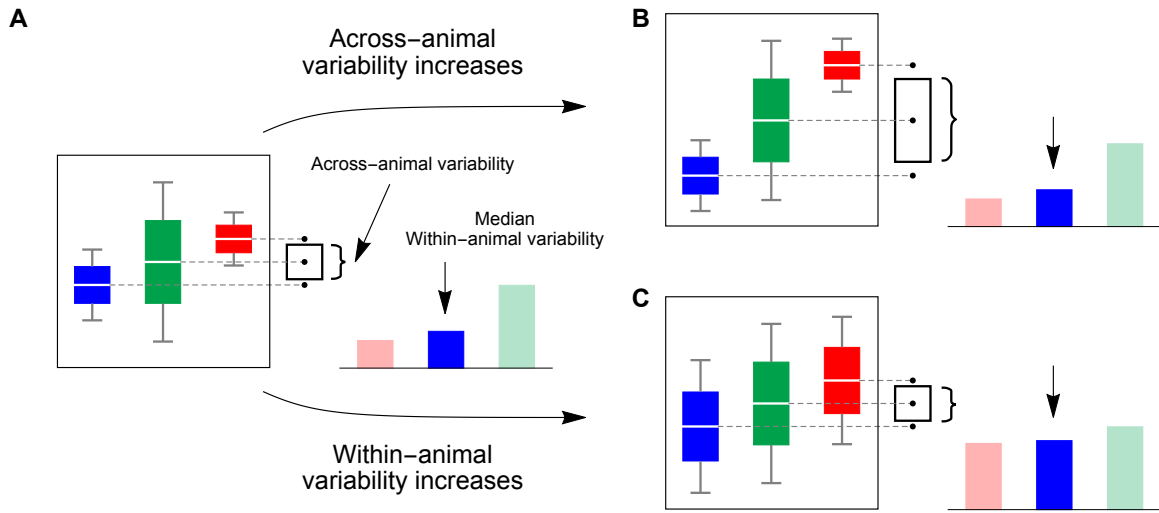 A
Across−animal
variability increases
Across−animal variability
Median
Within−animal variability
Within−animal
variability increases
B
C